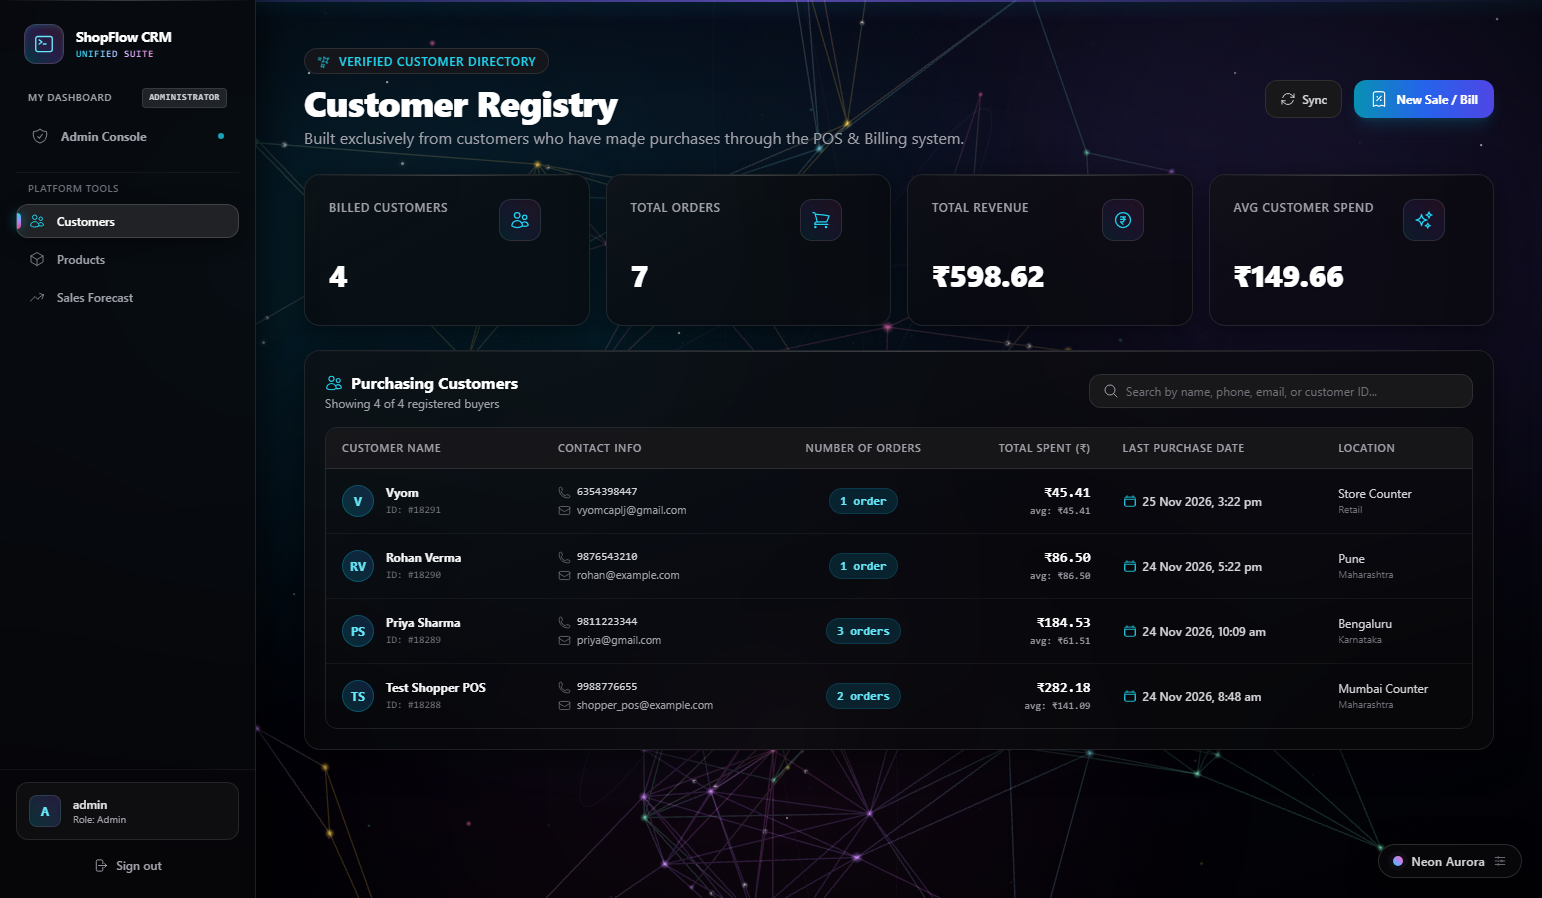 ShopFlow CRM
UNIFIED SUITE
MY DASHBOARD
ADMINISTRATOR
Admin Console
PLATFORM TOOLS
Customers
Products
Sales Forecast
admin
A
Role: Admin
Sign out
VERIFIED CUSTOMER DIRECTORY
Customer Registry
Built exclusively from customers who have made purchases through the POS & Billing system.
Sync
New Sale / Bill
BILLED CUSTOMERS
4
TOTAL ORDERS
7
TOTAL REVENUE
₹598.62
AVG CUSTOMER SPEND
₹149.66
Purchasing Customers
Showing 4 of 4 registered buyers
Search by name, phone, email, or customer ID...
CUSTOMER NAME CONTACT INFO NUMBER OF ORDERS TOTAL SPENT (₹) LAST PURCHASE DATE LOCATION
V
Vyom
ID: #18291
6354398447
vyomcaplj@gmail.com
1 order
₹45.41
avg: ₹45.41
25 Nov 2026, 3:22 pm
Store Counter
Retail
RV
Rohan Verma
ID: #18290
9876543210
rohan@example.com
1 order
₹86.50
avg: ₹86.50
24 Nov 2026, 5:22 pm
Pune
Maharashtra
PS
Priya Sharma
ID: #18289
9811223344
priya@gmail.com
3 orders
₹184.53
avg: ₹61.51
24 Nov 2026, 10:09 am
Bengaluru
Karnataka
TS
Test Shopper POS
ID: #18288
9988776655
shopper_pos@example.com
2 orders
₹282.18
avg: ₹141.09
24 Nov 2026, 8:48 am
Mumbai Counter
Maharashtra
Neon Aurora